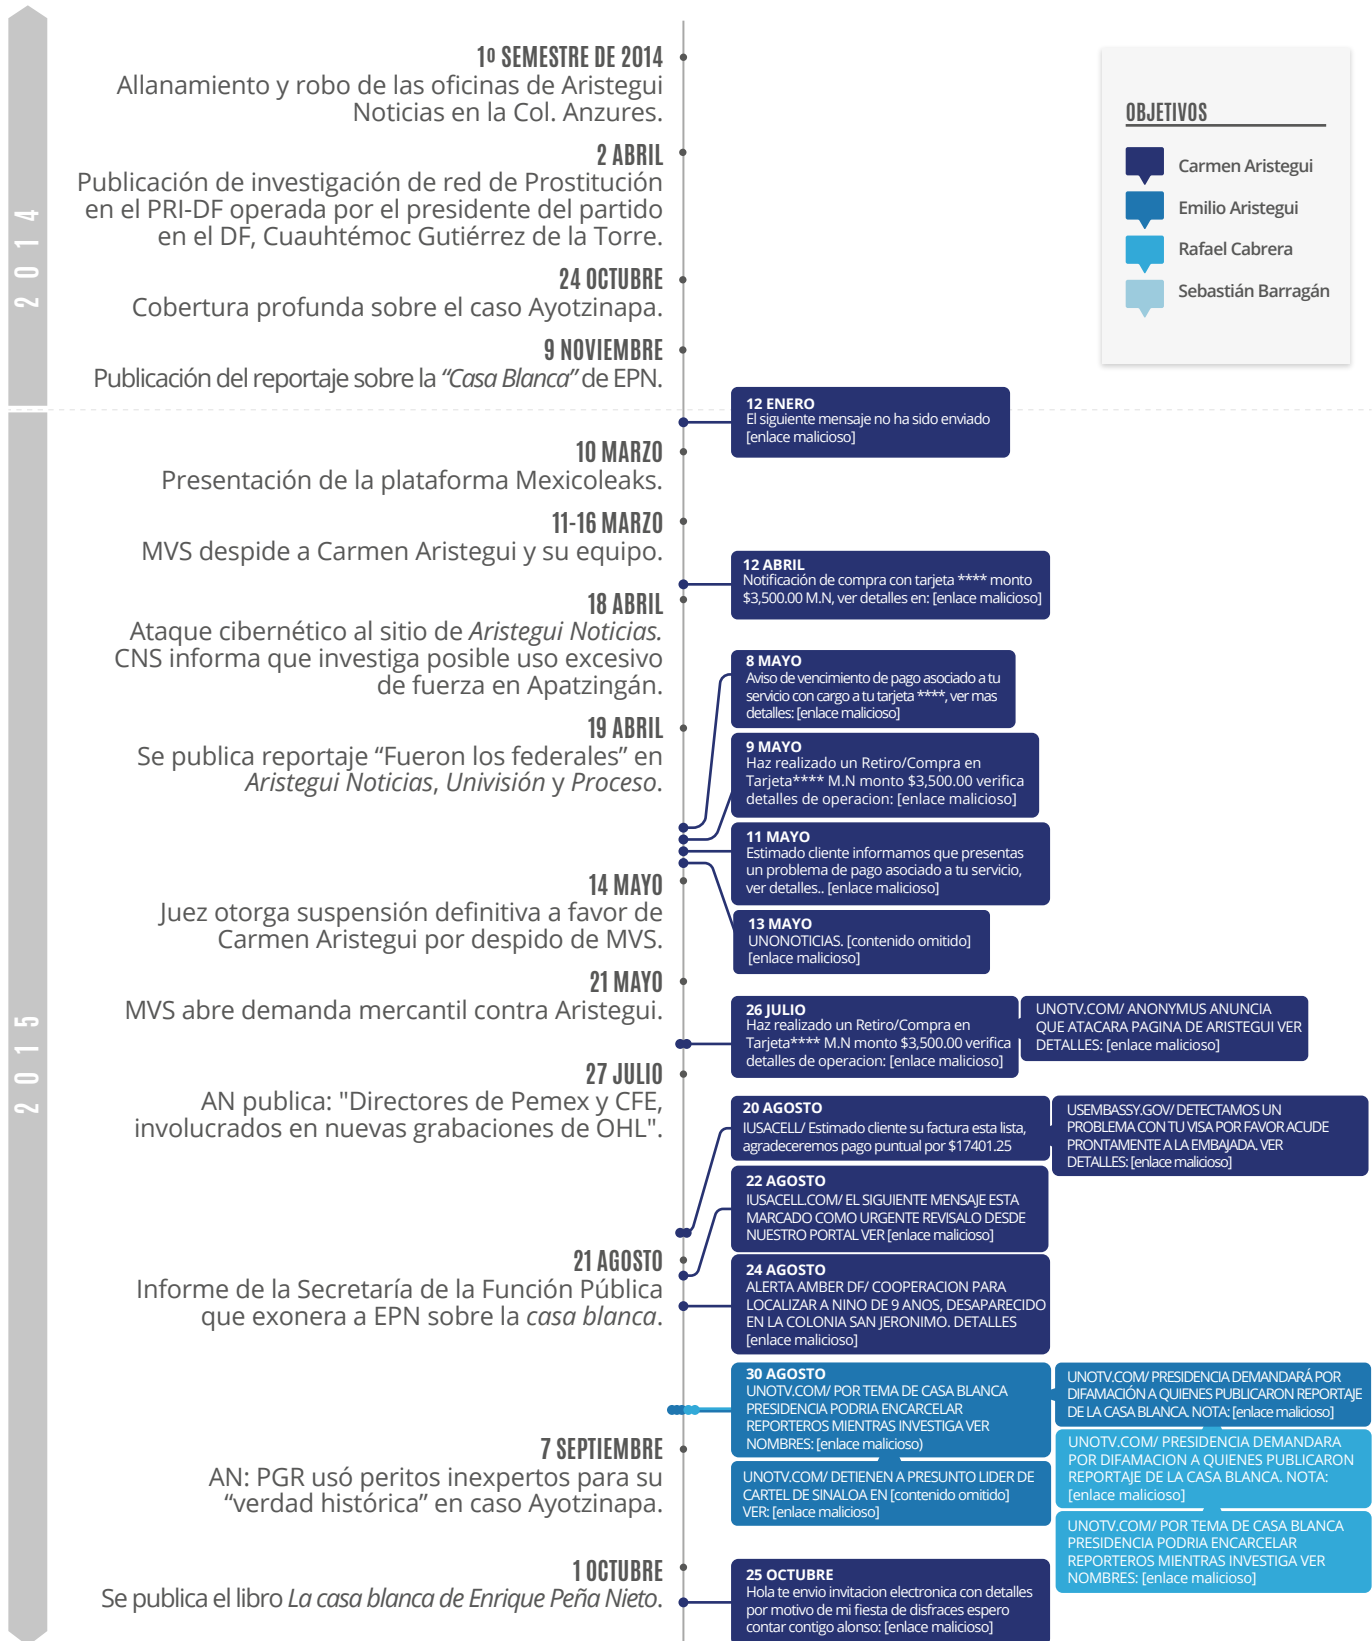 2014
1º SEMESTRE DE 2014
Allanamiento y robo de las oficinas de Aristegui
Noticias en la Col. Anzures.
2 ABRIL
Publicación de investigación de red de Prostitución
en el PRI-DF operada por el presidente del partido
en el DF, Cuauhtémoc Gutiérrez de la Torre.
24 OCTUBRE
Cobertura profunda sobre el caso Ayotzinapa.
9 NOVIEMBRE
Publicación del reportaje sobre la “Casa Blanca” de EPN.
OBJETIVOS
Carmen Aristegui
Emilio Aristegui
Rafael Cabrera
Sebastián Barragán
2015
12 ENERO
El siguiente mensaje no ha sido enviado
[enlace malicioso]
10 MARZO
Presentación de la plataforma Mexicoleaks.
11-16 MARZO
MVS despide a Carmen Aristegui y su equipo.
12 ABRIL
Notificación de compra con tarjeta **** monto
$3,500.00 M.N, ver detalles en: [enlace malicioso]
18 ABRIL
Ataque cibernético al sitio de Aristegui Noticias.
CNS informa que investiga posible uso excesivo
de fuerza en Apatzingán.
19 ABRIL
Se publica reportaje “Fueron los federales” en
Aristegui Noticias, Univisión y Proceso.
8 MAYO
Aviso de vencimiento de pago asociado a tu
servicio con cargo a tu tarjeta ****, ver mas
detalles: [enlace malicioso]
9 MAYO
Haz realizado un Retiro/Compra en
Tarjeta**** M.N monto $3,500.00 verifica
detalles de operacion: [enlace malicioso]
11 MAYO
Estimado cliente informamos que presentas
un problema de pago asociado a tu servicio,
ver detalles.. [enlace malicioso]
13 MAYO
UNONOTICIAS. [contenido omitido]
[enlace malicioso]
14 MAYO
Juez otorga suspensión definitiva a favor de
Carmen Aristegui por despido de MVS.
21 MAYO
MVS abre demanda mercantil contra Aristegui.
26 JULIO
Haz realizado un Retiro/Compra en
Tarjeta**** M.N monto $3,500.00 verifica
detalles de operacion: [enlace malicioso]
UNOTV.COM/ ANONYMUS ANUNCIA
QUE ATACARA PAGINA DE ARISTEGUI VER
DETALLES: [enlace malicioso]
27 JULIO
AN publica: "Directores de Pemex y CFE,
involucrados en nuevas grabaciones de OHL".
20 AGOSTO
IUSACELL/ Estimado cliente su factura esta lista,
agradeceremos pago puntual por $17401.25
USEMBASSY.GOV/ DETECTAMOS UN
PROBLEMA CON TU VISA POR FAVOR ACUDE
PRONTAMENTE A LA EMBAJADA. VER
DETALLES: [enlace malicioso]
22 AGOSTO
IUSACELL.COM/ EL SIGUIENTE MENSAJE ESTA
MARCADO COMO URGENTE REVISALO DESDE
NUESTRO PORTAL VER [enlace malicioso]
21 AGOSTO
Informe de la Secretaría de la Función Pública
que exonera a EPN sobre la casa blanca.
24 AGOSTO
ALERTA AMBER DF/ COOPERACION PARA
LOCALIZAR A NINO DE 9 ANOS, DESAPARECIDO
EN LA COLONIA SAN JERONIMO. DETALLES
[enlace malicioso]
30 AGOSTO
UNOTV.COM/ POR TEMA DE CASA BLANCA
PRESIDENCIA PODRIA ENCARCELAR
REPORTEROS MIENTRAS INVESTIGA VER
NOMBRES: [enlace malicioso)
UNOTV.COM/ PRESIDENCIA DEMANDARÁ POR
DIFAMACIÓN A QUIENES PUBLICARON REPORTAJE
DE LA CASA BLANCA. NOTA: [enlace malicioso]
UNOTV.COM/ PRESIDENCIA DEMANDARA
POR DIFAMACION A QUIENES PUBLICARON
REPORTAJE DE LA CASA BLANCA. NOTA:
[enlace malicioso]
UNOTV.COM/ DETIENEN A PRESUNTO LIDER DE
CARTEL DE SINALOA EN [contenido omitido]
VER: [enlace malicioso]
UNOTV.COM/ POR TEMA DE CASA BLANCA
PRESIDENCIA PODRIA ENCARCELAR
REPORTEROS MIENTRAS INVESTIGA VER
NOMBRES: [enlace malicioso]
7 SEPTIEMBRE
AN: PGR usó peritos inexpertos para su
“verdad histórica” en caso Ayotzinapa.
1 OCTUBRE
Se publica el libro La casa blanca de Enrique Peña Nieto.
25 OCTUBRE
Hola te envio invitacion electronica con detalles
por motivo de mi fiesta de disfraces espero
contar contigo alonso: [enlace malicioso]